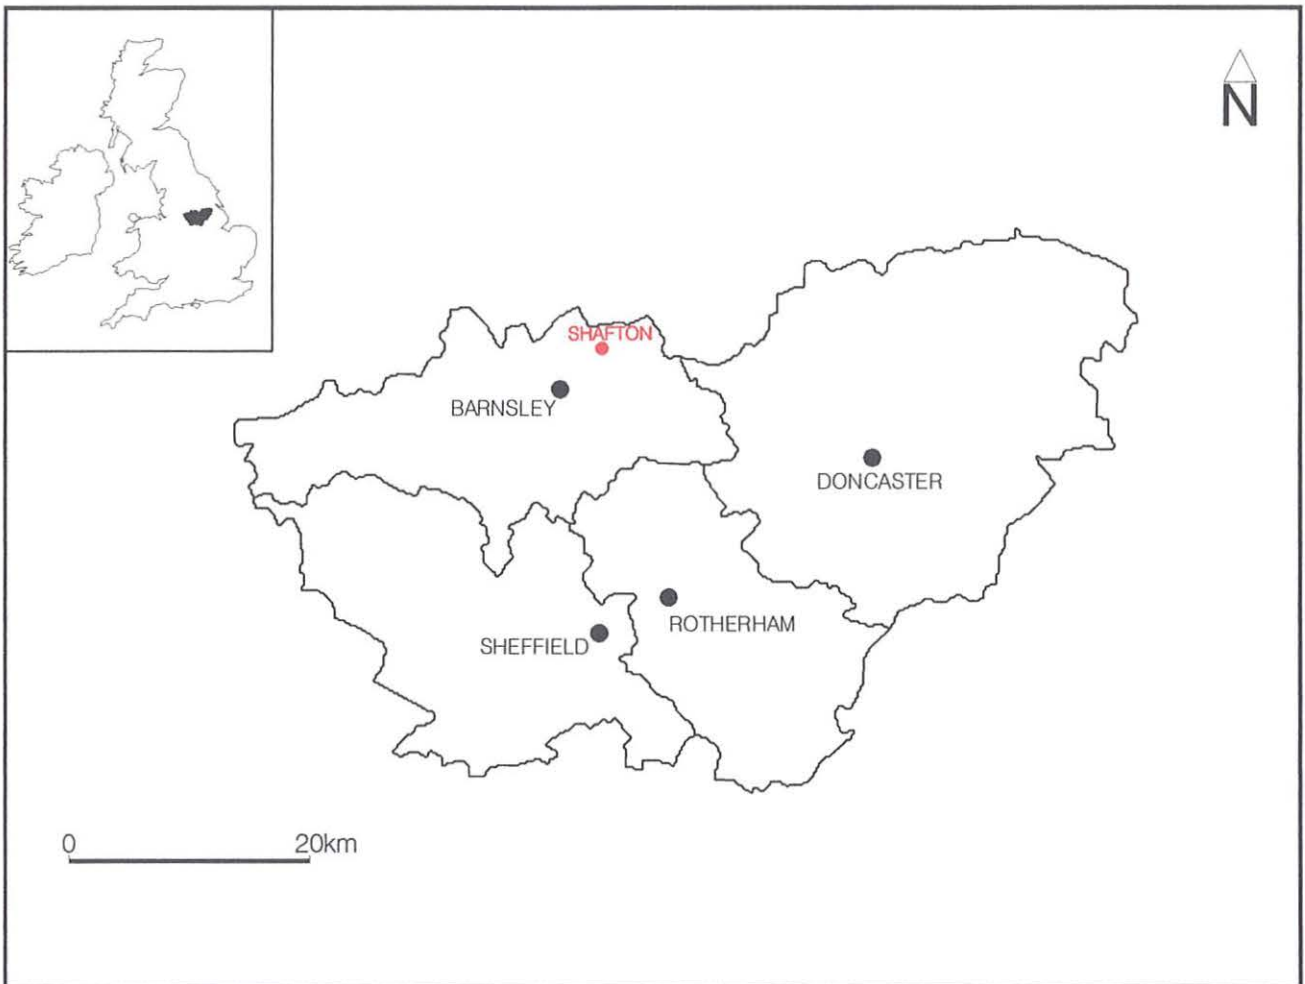 N
SHAFTON
BARNSLEY
DONCASTER
ROTHERHAM
SHEFFIELD
0 20km